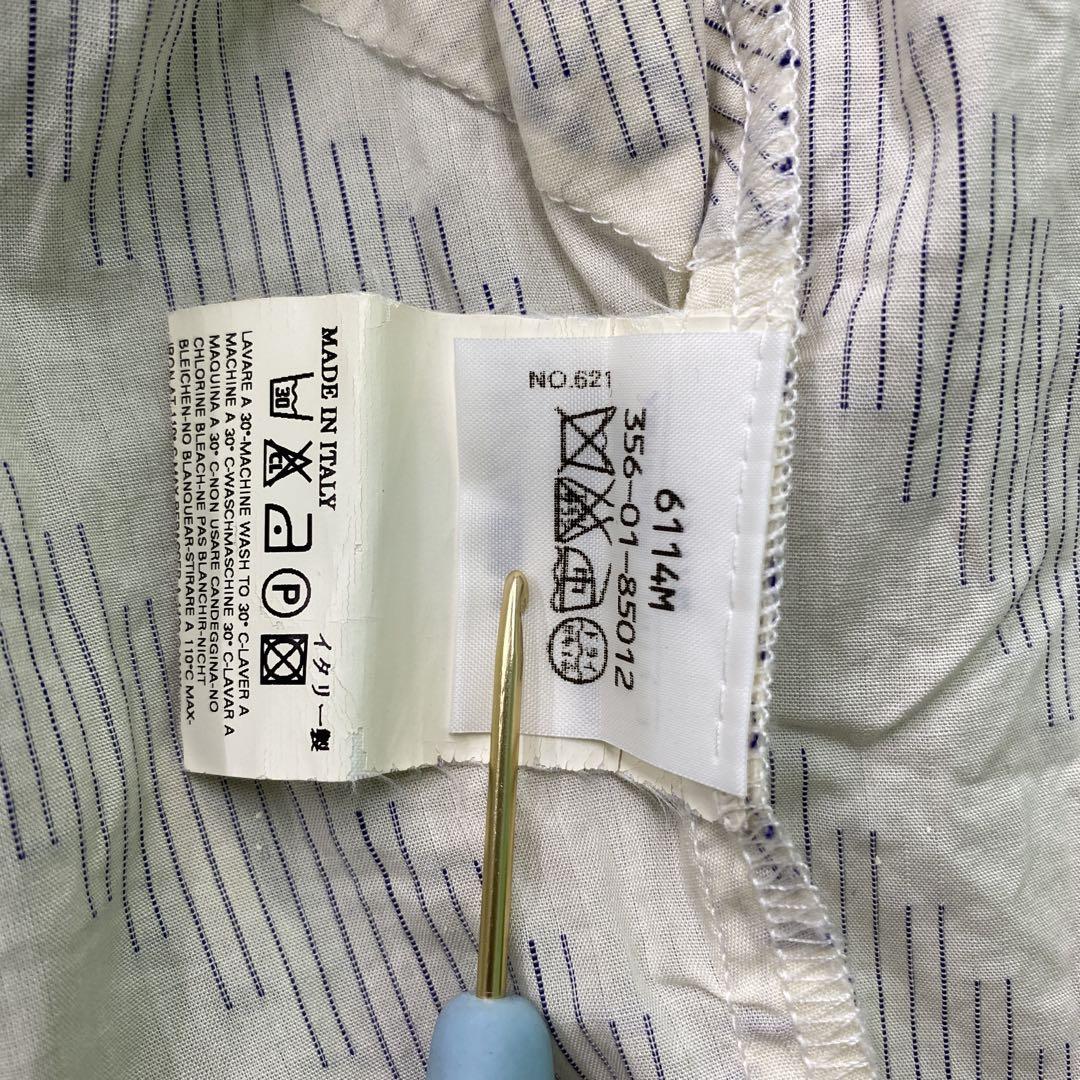 MADE IN ITALY
30
CL
P
イタリー製
LAVARE A 30°-MACHINE WASH TO 30° C-LAVER A
MACHINE A 30° C-WASCHMASCHINE 30° C-LAVAR A
MAQUINA A 30° C-NON USARE CANDEGGINA-NO
CHLORINE BLEACH-NE PAS BLANCHIR-NICHT
BLEICHEN-NO BLANQUEAR-STIRARE A 110°C MAX-
NO.621
6114M
356-01-85012